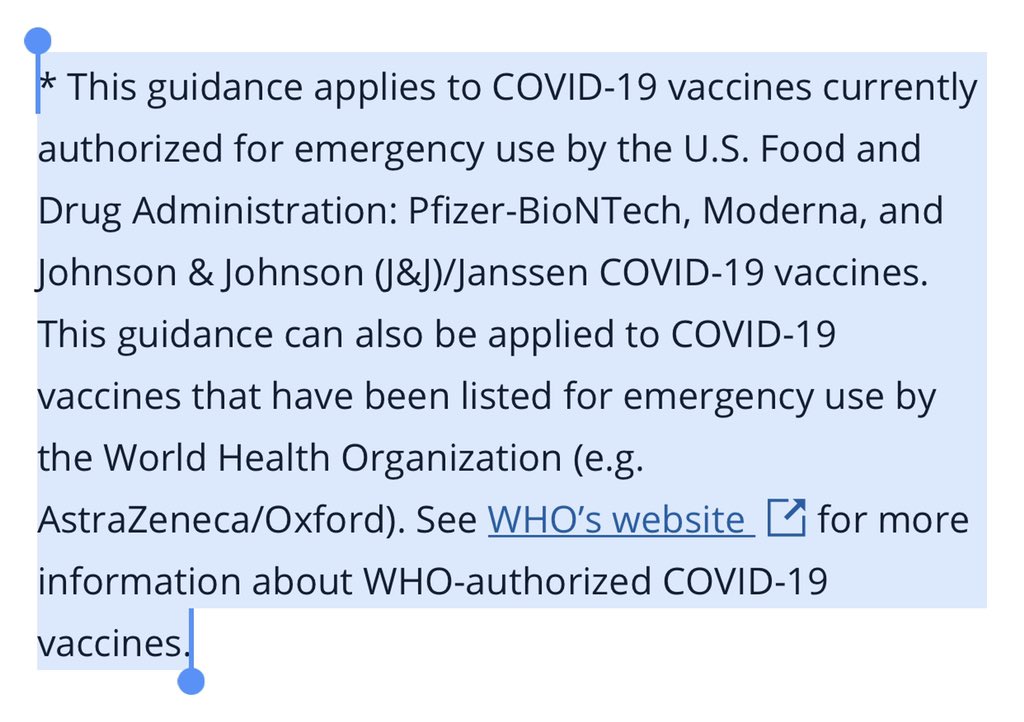 * This guidance applies to COVID-19 vaccines currently
authorized for emergency use by the U.S. Food and
Drug Administration: Pfizer-BioNTech, Moderna, and
Johnson & Johnson (J&J)/Janssen COVID-19 vaccines.
This guidance can also be applied to COVID-19
vaccines that have been listed for emergency use by
the World Health Organization (e.g.
AstraZeneca/Oxford). See WHO’s website for more
information about WHO-authorized COVID-19
vaccines.